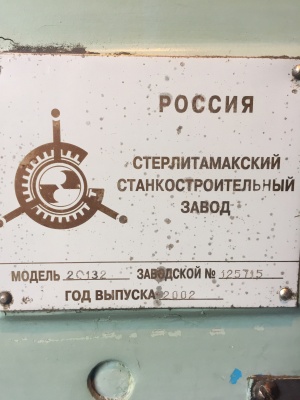 РОССИЯ
СТЕРЛИТАМАКСКИЙ
СТАНКОСТРОИТЕЛЬНЫЙ
ЗАВОД
МОДЕЛЬ 2С132 ЗАВОДСКОЙ № 125715
ГОД ВЫПУСКА 2002